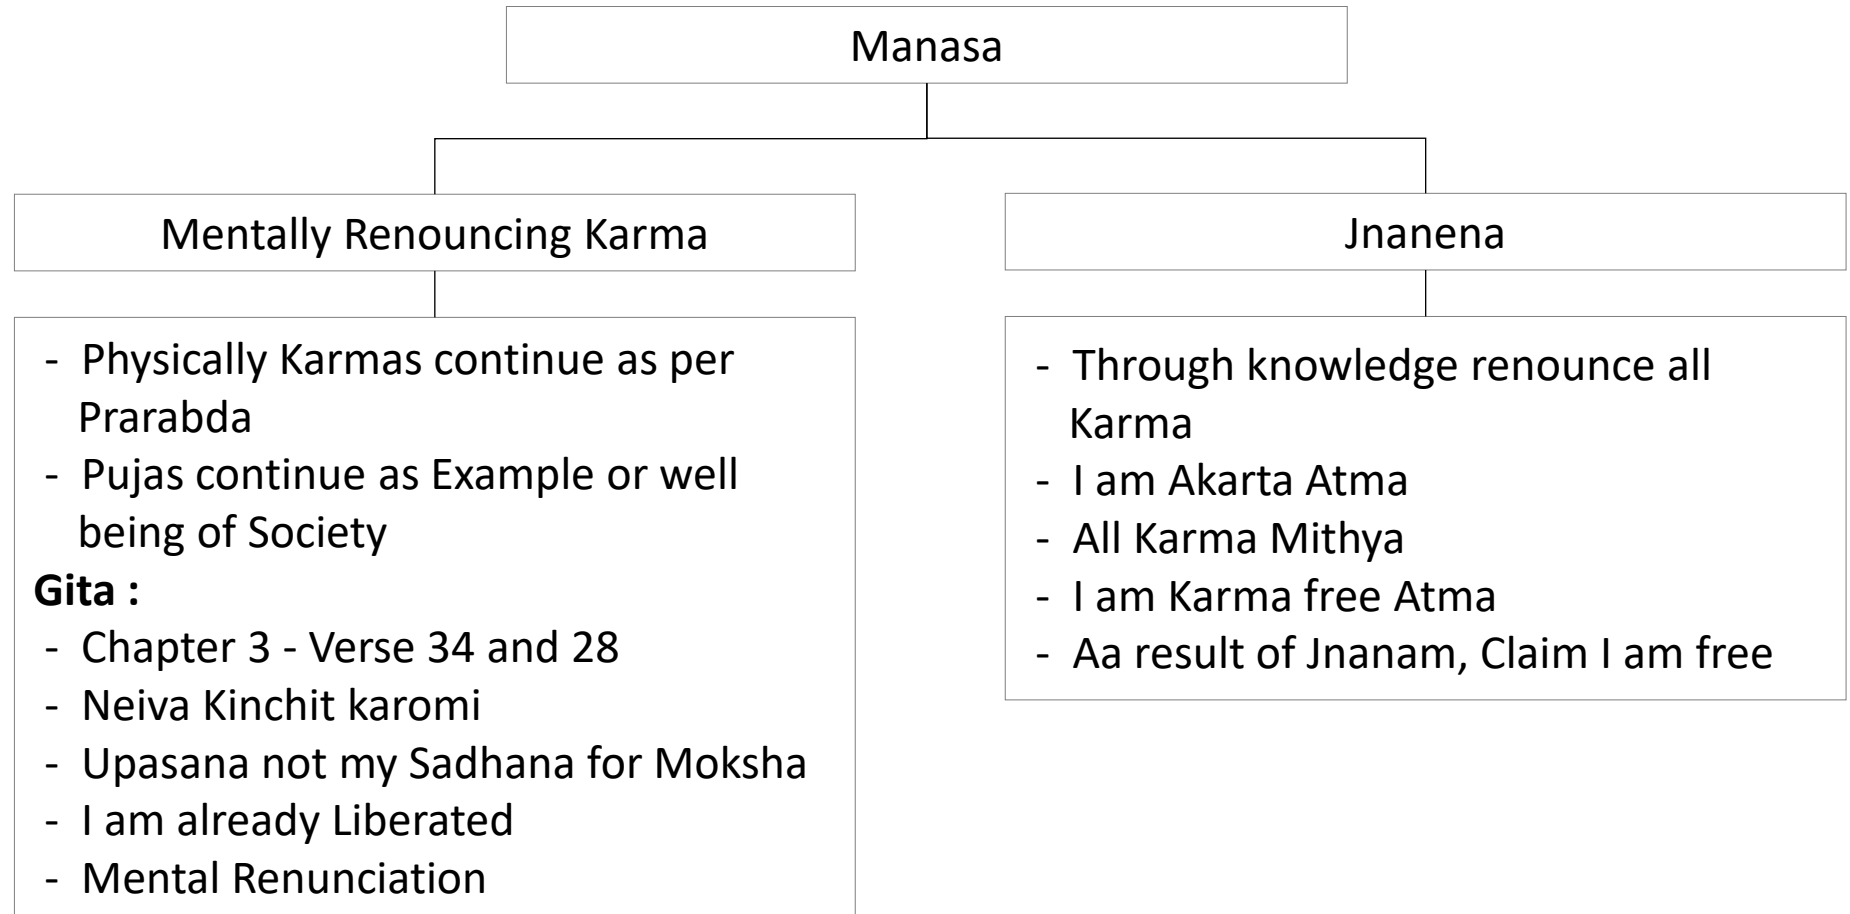 Manasa
Mentally Renouncing Karma
- Physically Karmas continue as per
Prarabda
- Pujas continue as Example or well
being of Society
Gita :
- Chapter 3 - Verse 34 and 28
- Neiva Kinchit karomi
- Upasana not my Sadhana for Moksha
- I am already Liberated
- Mental Renunciation
Jnanena
- Through knowledge renounce all
Karma
- I am Akarta Atma
- All Karma Mithya
- I am Karma free Atma
- Aa result of Jnanam, Claim I am free